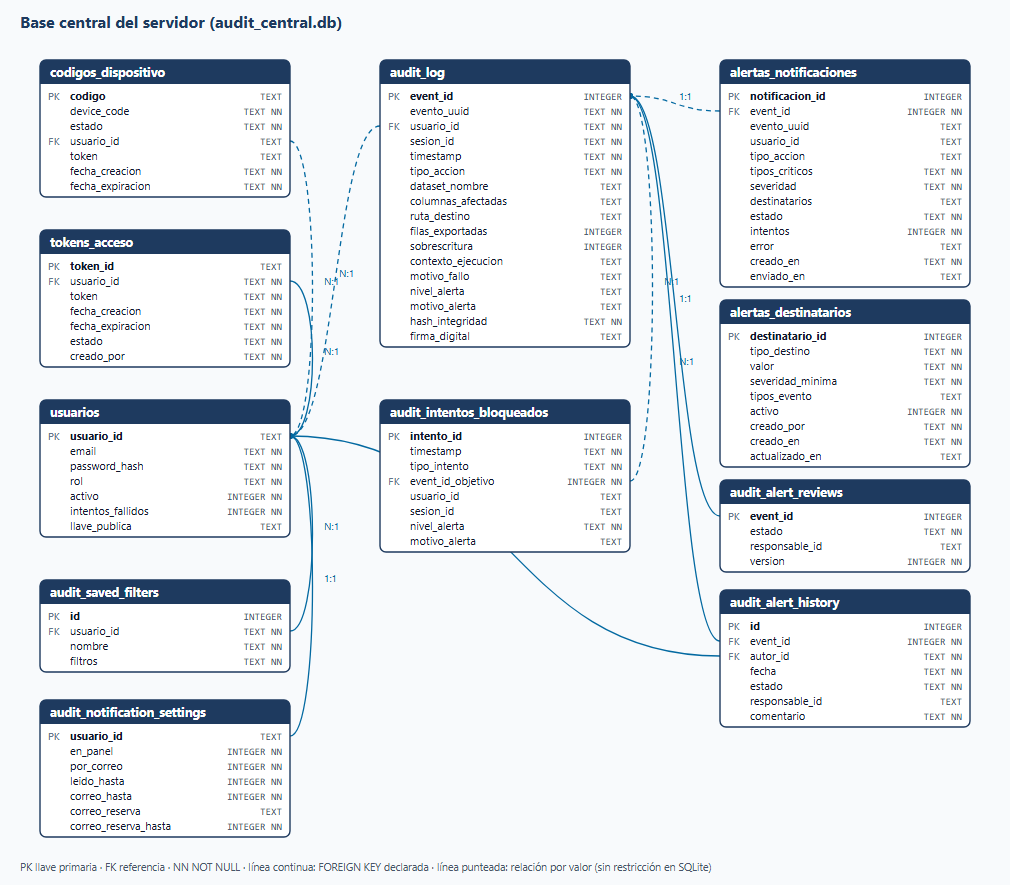 Base central del servidor (audit_central.db)
codigos_dispositivo
PK codigo TEXT
device_code TEXT NN
estado TEXT NN
FK usuario_id TEXT
token TEXT
fecha_creacion TEXT NN
fecha_expiracion TEXT NN
tokens_acceso
PK token_id TEXT
FK usuario_id TEXT NN
token TEXT NN
fecha_creacion TEXT NN
fecha_expiracion TEXT NN
estado TEXT NN
creado_por TEXT NN
usuarios
PK usuario_id TEXT
email TEXT NN
password_hash TEXT NN
rol TEXT NN
activo INTEGER NN
intentos_fallidos INTEGER NN
llave_publica TEXT
audit_saved_filters
PK id INTEGER
FK usuario_id TEXT NN
nombre TEXT NN
filtros TEXT NN
audit_notification_settings
PK usuario_id TEXT
en_panel INTEGER NN
por_correo INTEGER NN
leido_hasta INTEGER NN
correo_hasta INTEGER NN
correo_reserva TEXT
correo_reserva_hasta INTEGER NN
N:1
N:1
N:1
N:1
1:1
audit_log
PK event_id INTEGER
evento_uuid TEXT NN
FK usuario_id TEXT NN
sesion_id TEXT NN
timestamp TEXT NN
tipo_accion TEXT NN
dataset_nombre TEXT
columnas_afectadas TEXT
ruta_destino TEXT
filas_exportadas INTEGER
sobrescritura INTEGER
contexto_ejecucion TEXT
motivo_fallo TEXT
nivel_alerta TEXT
motivo_alerta TEXT
hash_integridad TEXT NN
firma_digital TEXT
audit_intentos_bloqueados
PK intento_id INTEGER
timestamp TEXT NN
tipo_intento TEXT NN
FK event_id_objetivo INTEGER NN
usuario_id TEXT
sesion_id TEXT
nivel_alerta TEXT NN
motivo_alerta TEXT
1:1
N:1
1:1
N:1
alertas_notificaciones
PK notificacion_id INTEGER
FK event_id INTEGER NN
evento_uuid TEXT
usuario_id TEXT
tipo_accion TEXT
tipos_criticos TEXT NN
severidad TEXT NN
destinatarios TEXT
estado TEXT NN
intentos INTEGER NN
error TEXT
creado_en TEXT NN
enviado_en TEXT
alertas_destinatarios
PK destinatario_id INTEGER
tipo_destino TEXT NN
valor TEXT NN
severidad_minima TEXT NN
tipos_evento TEXT
activo INTEGER NN
creado_por TEXT NN
creado_en TEXT NN
actualizado_en TEXT
audit_alert_reviews
PK event_id INTEGER
estado TEXT NN
responsable_id TEXT
version INTEGER NN
audit_alert_history
PK id INTEGER
FK event_id INTEGER NN
FK autor_id TEXT NN
fecha TEXT NN
estado TEXT NN
responsable_id TEXT
comentario TEXT NN
PK llave primaria · FK referencia · NN NOT NULL · línea continua: FOREIGN KEY declarada · línea punteada: relación por valor (sin restricción en SQLite)